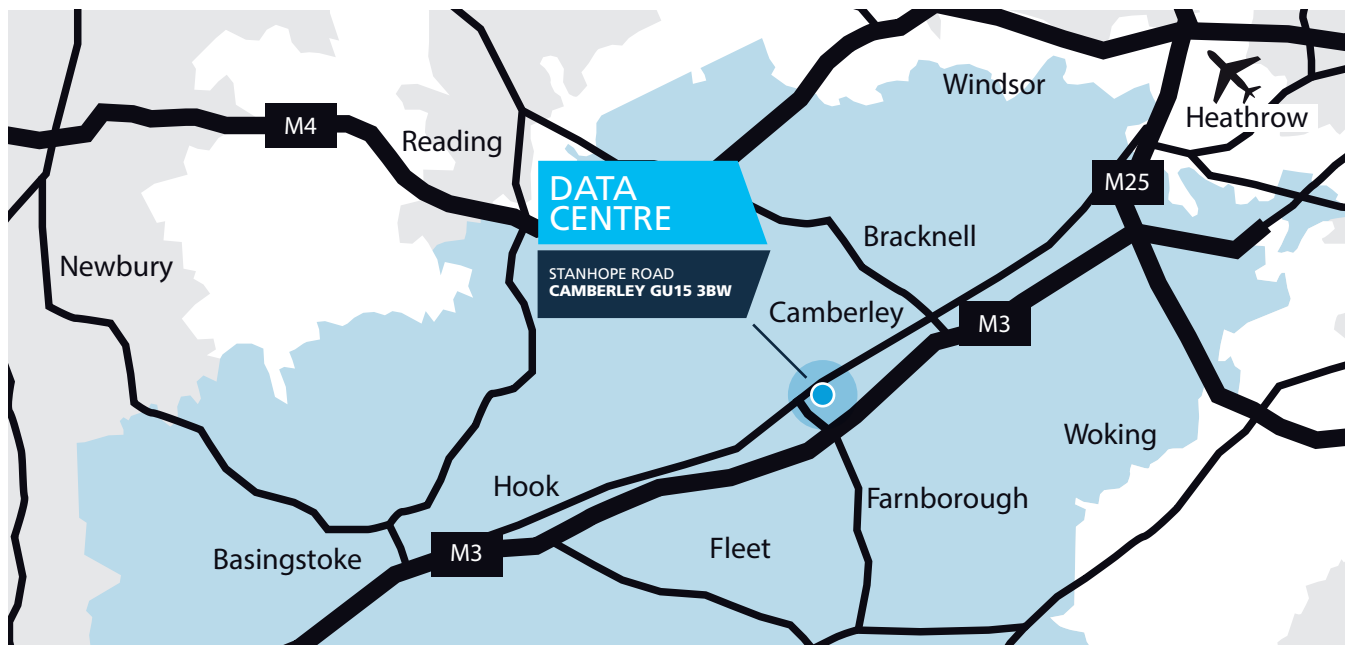 Windsor
Heathrow
M4
Reading
M25
DATA
CENTRE
Bracknell
Newbury
STANHOPE ROAD
CAMBERLEY GU15 3BW
Camberley
M3
Woking
Hook
Farnborough
Basingstoke
M3
Fleet